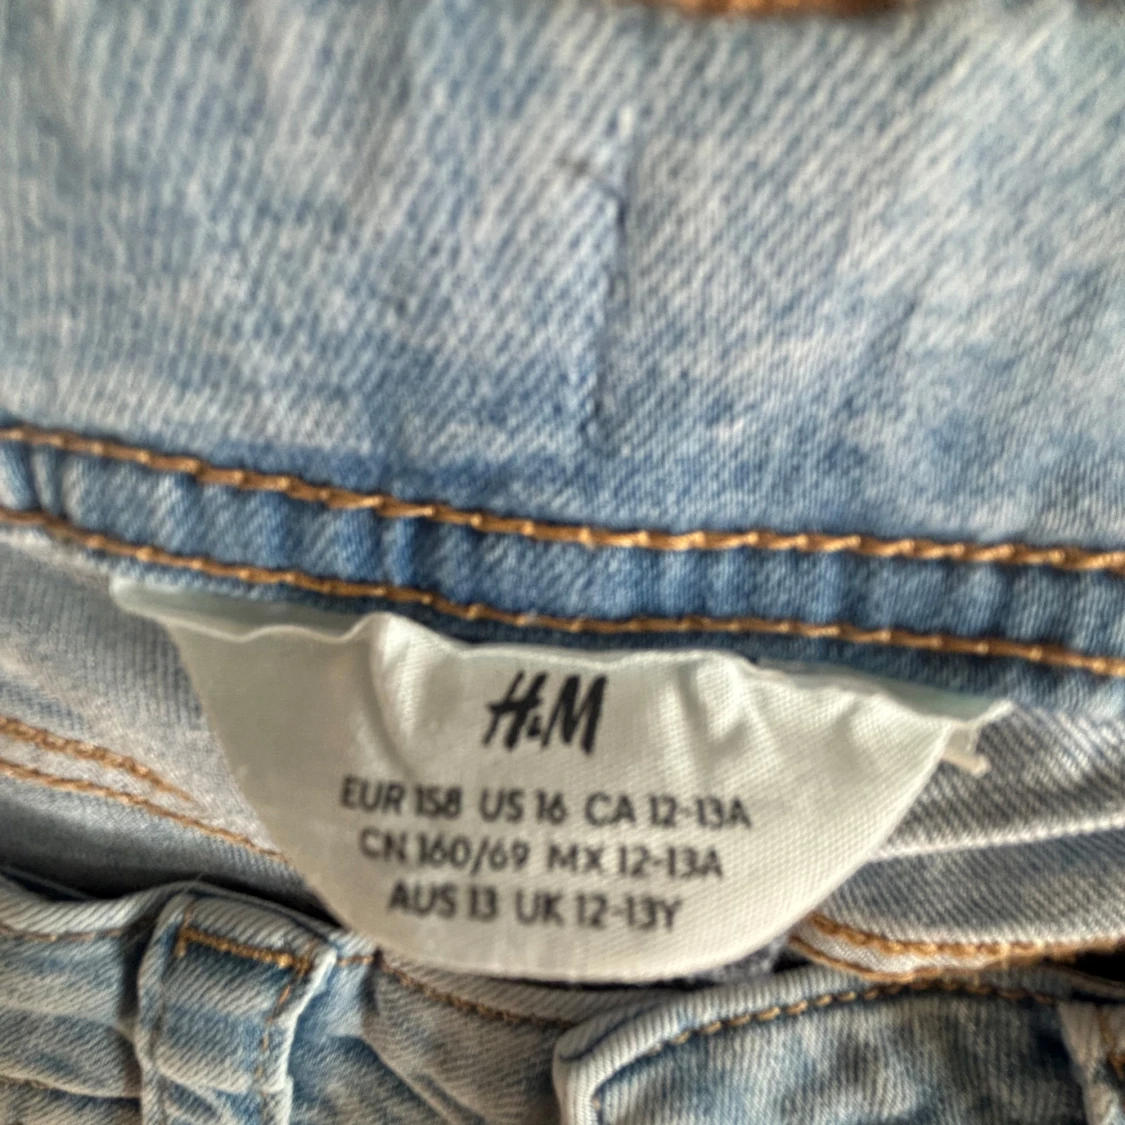 H&M
EUR 158 US 16 CA 12-13A
CN 160/69 MX 12-13A
AUS 13 UK 12-13Y